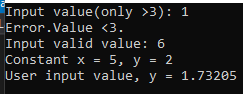 Input value(only >3): 1
Error.Value <3.
Input valid value: 6
Constant x = 5, y = 2
User input value, y = 1.73205